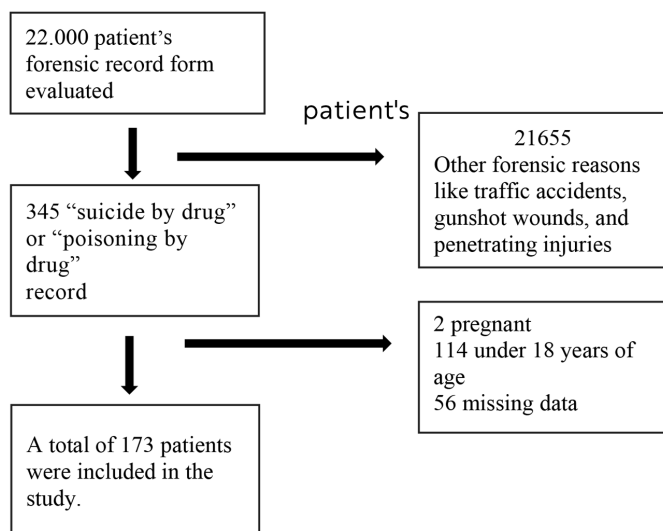 22.000 patient's
forensic record form
evaluated
patient's
21655
Other forensic reasons
like traffic accidents,
gunshot wounds, and
penetrating injuries
345 “suicide by drug”
or “poisoning by
drug”
record
2 pregnant
114 under 18 years of
age
56 missing data
A total of 173 patients
were included in the
study.